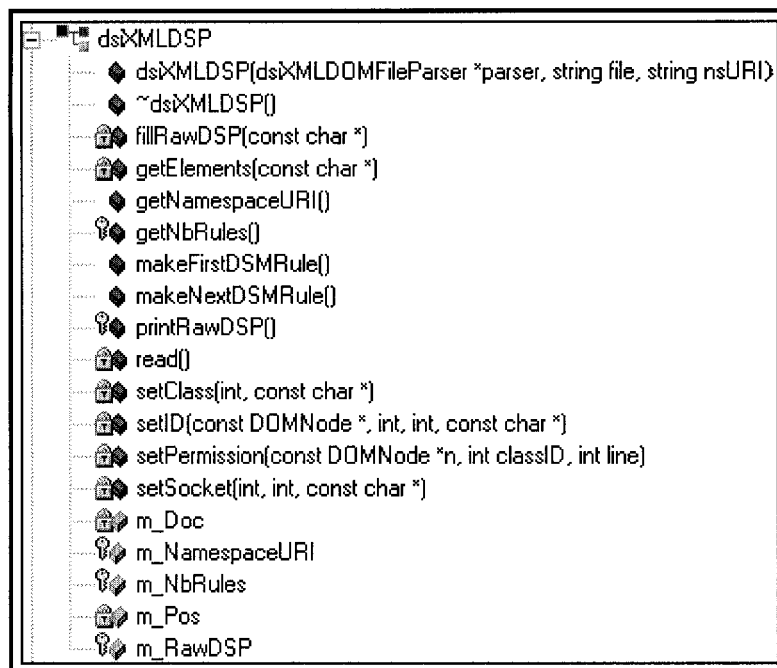 dsiXMLDSP
dsiXMLDSP(dsiXMLDOMFileParser *parser, string file, string nsURI)
~dsiXMLDSP()
fillRawDSP(const char *)
getElements(const char *)
getNamespaceURI()
getNbRules()
makeFirstDSMRule()
makeNextDSMRule()
printRawDSP()
read()
setClass(int, const char *)
setID(const DOMNode *, int, int, const char *)
setPermission(const DOMNode *n, int classID, int line)
setSocket(int, int, const char *)
m_Doc
m_NamespaceURI
m_NbRules
m_Pos
m_RawDSP